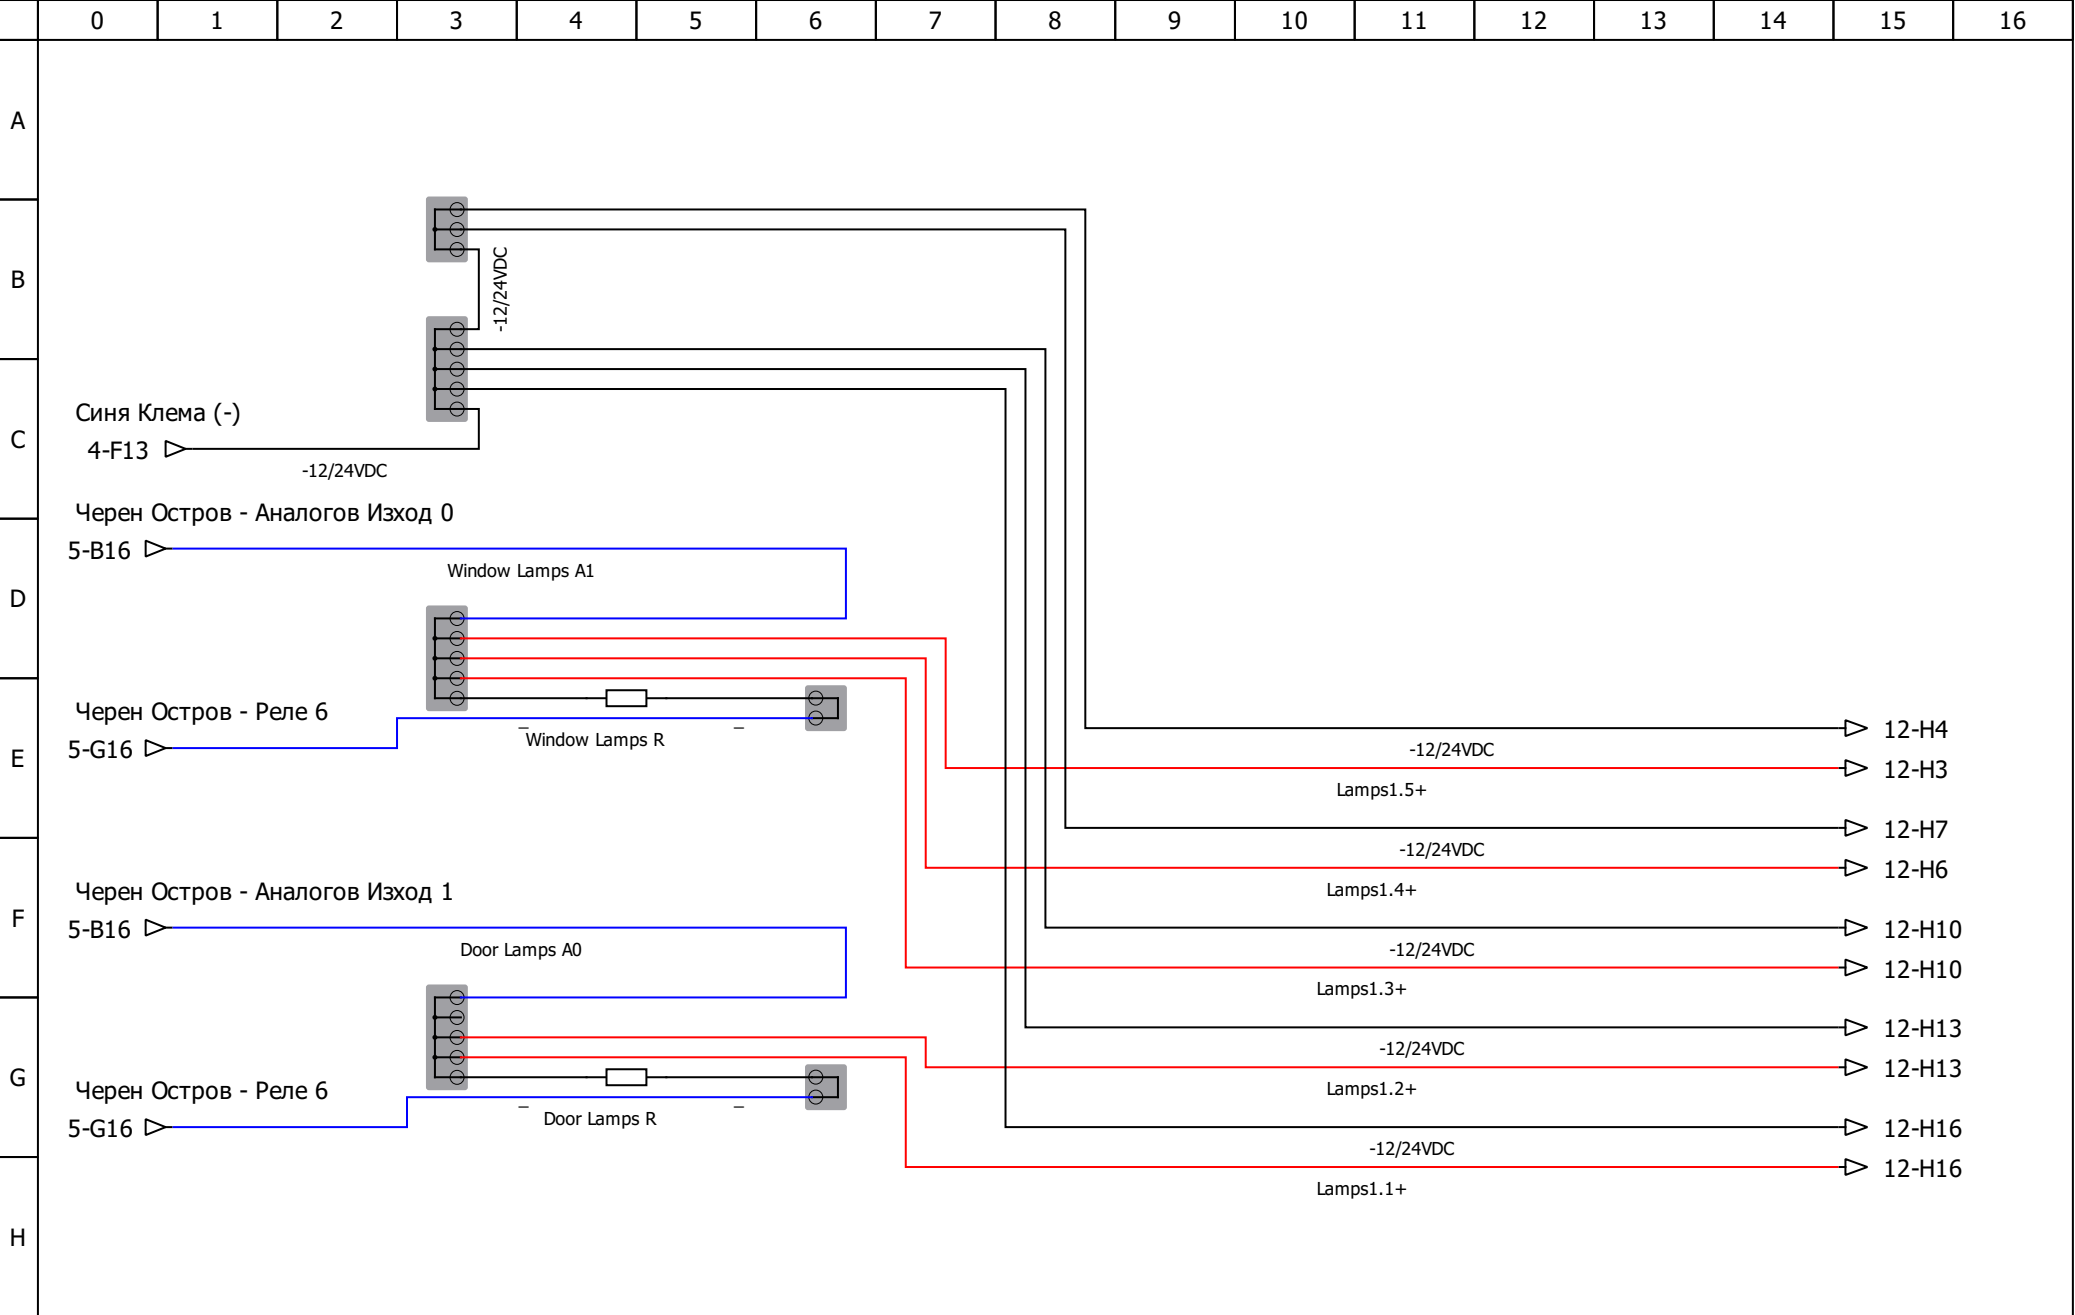 0 1 2 3 4 5 6 7 8 9 10 11 12 13 14 15 16
A
B
-12/24VDC
C
Синя Клема (-)
4-F13
-12/24VDC
Черен Остров - Аналогов Изход 0
5-B16
Window Lamps A1
D
Черен Остров - Реле 6
5-G16
Window Lamps R
E
12-H4
-12/24VDC
12-H3
Lamps1.5+
12-H7
-12/24VDC
12-H6
Lamps1.4+
Черен Остров - Аналогов Изход 1
5-B16
Door Lamps A0
F
12-H10
-12/24VDC
12-H10
Lamps1.3+
12-H13
-12/24VDC
12-H13
Lamps1.2+
G
Черен Остров - Реле 6
5-G16
Door Lamps R
12-H16
-12/24VDC
12-H16
Lamps1.1+
H